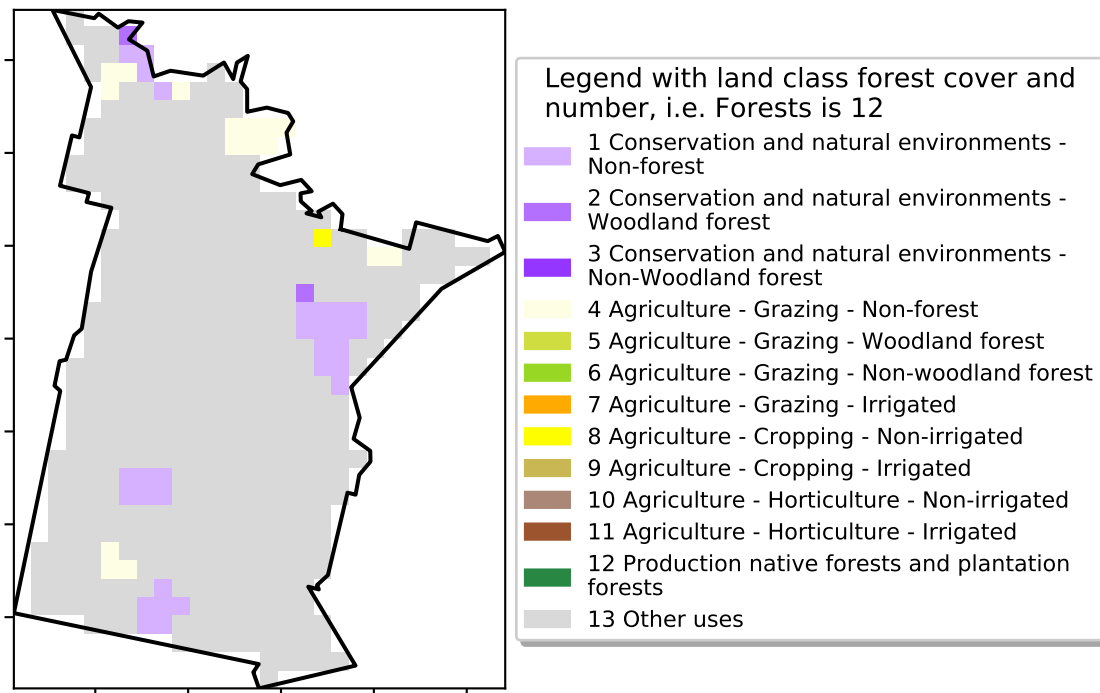 Legend with land class forest cover and
number, i.e. Forests is 12
1 Conservation and natural environments -
Non-forest
2 Conservation and natural environments -
Woodland forest
3 Conservation and natural environments -
Non-Woodland forest
4 Agriculture - Grazing - Non-forest
5 Agriculture - Grazing - Woodland forest
6 Agriculture - Grazing - Non-woodland forest
7 Agriculture - Grazing - Irrigated
8 Agriculture - Cropping - Non-irrigated
9 Agriculture - Cropping - Irrigated
10 Agriculture - Horticulture - Non-irrigated
11 Agriculture - Horticulture - Irrigated
12 Production native forests and plantation
forests
13 Other uses